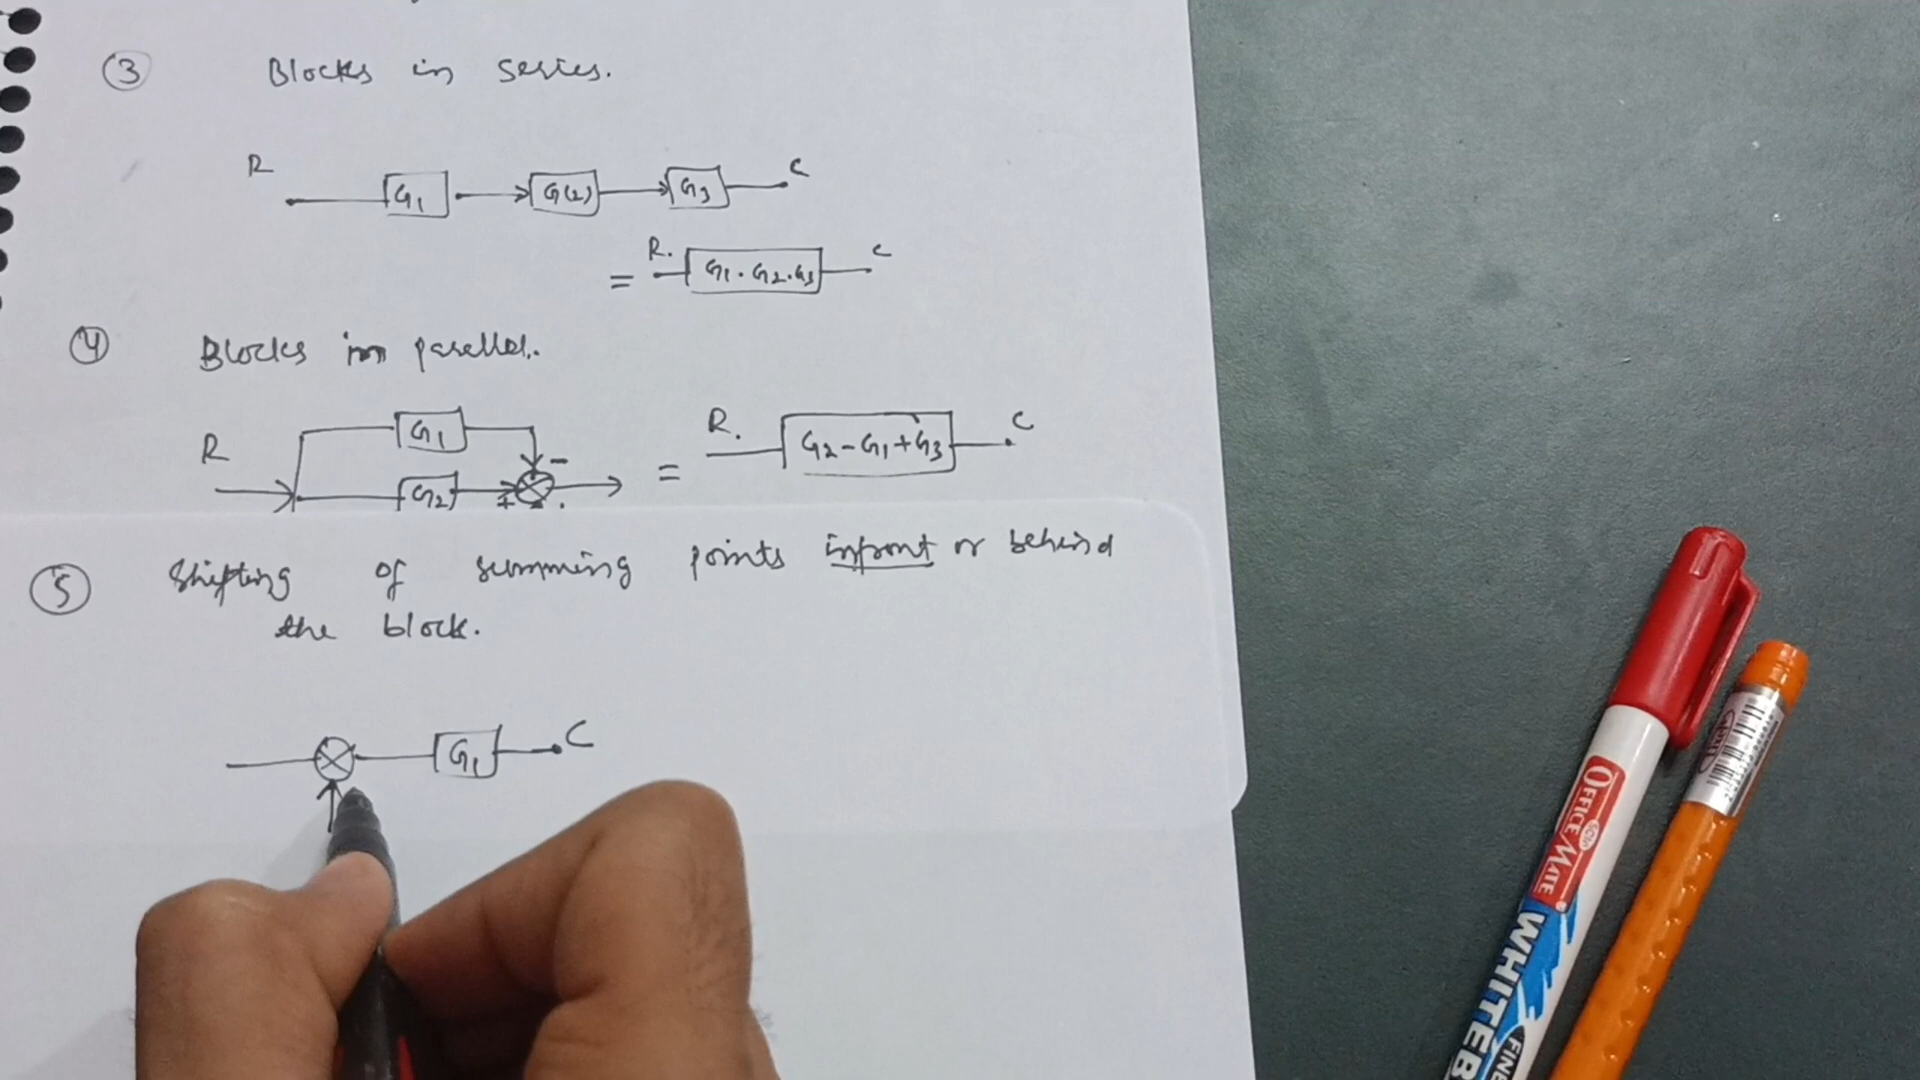 ③ Blocks in series.
R G1 G(2) G3 C
= R. G1 . G2 . G3 C
④ Blocks in parallel.
R G1 G2 - + = R. G2 - G1 + G3 C
⑤ Shifting of summing points infront or behind
the block.
G1 C
OFFICE MATE
WHITEB
FINE